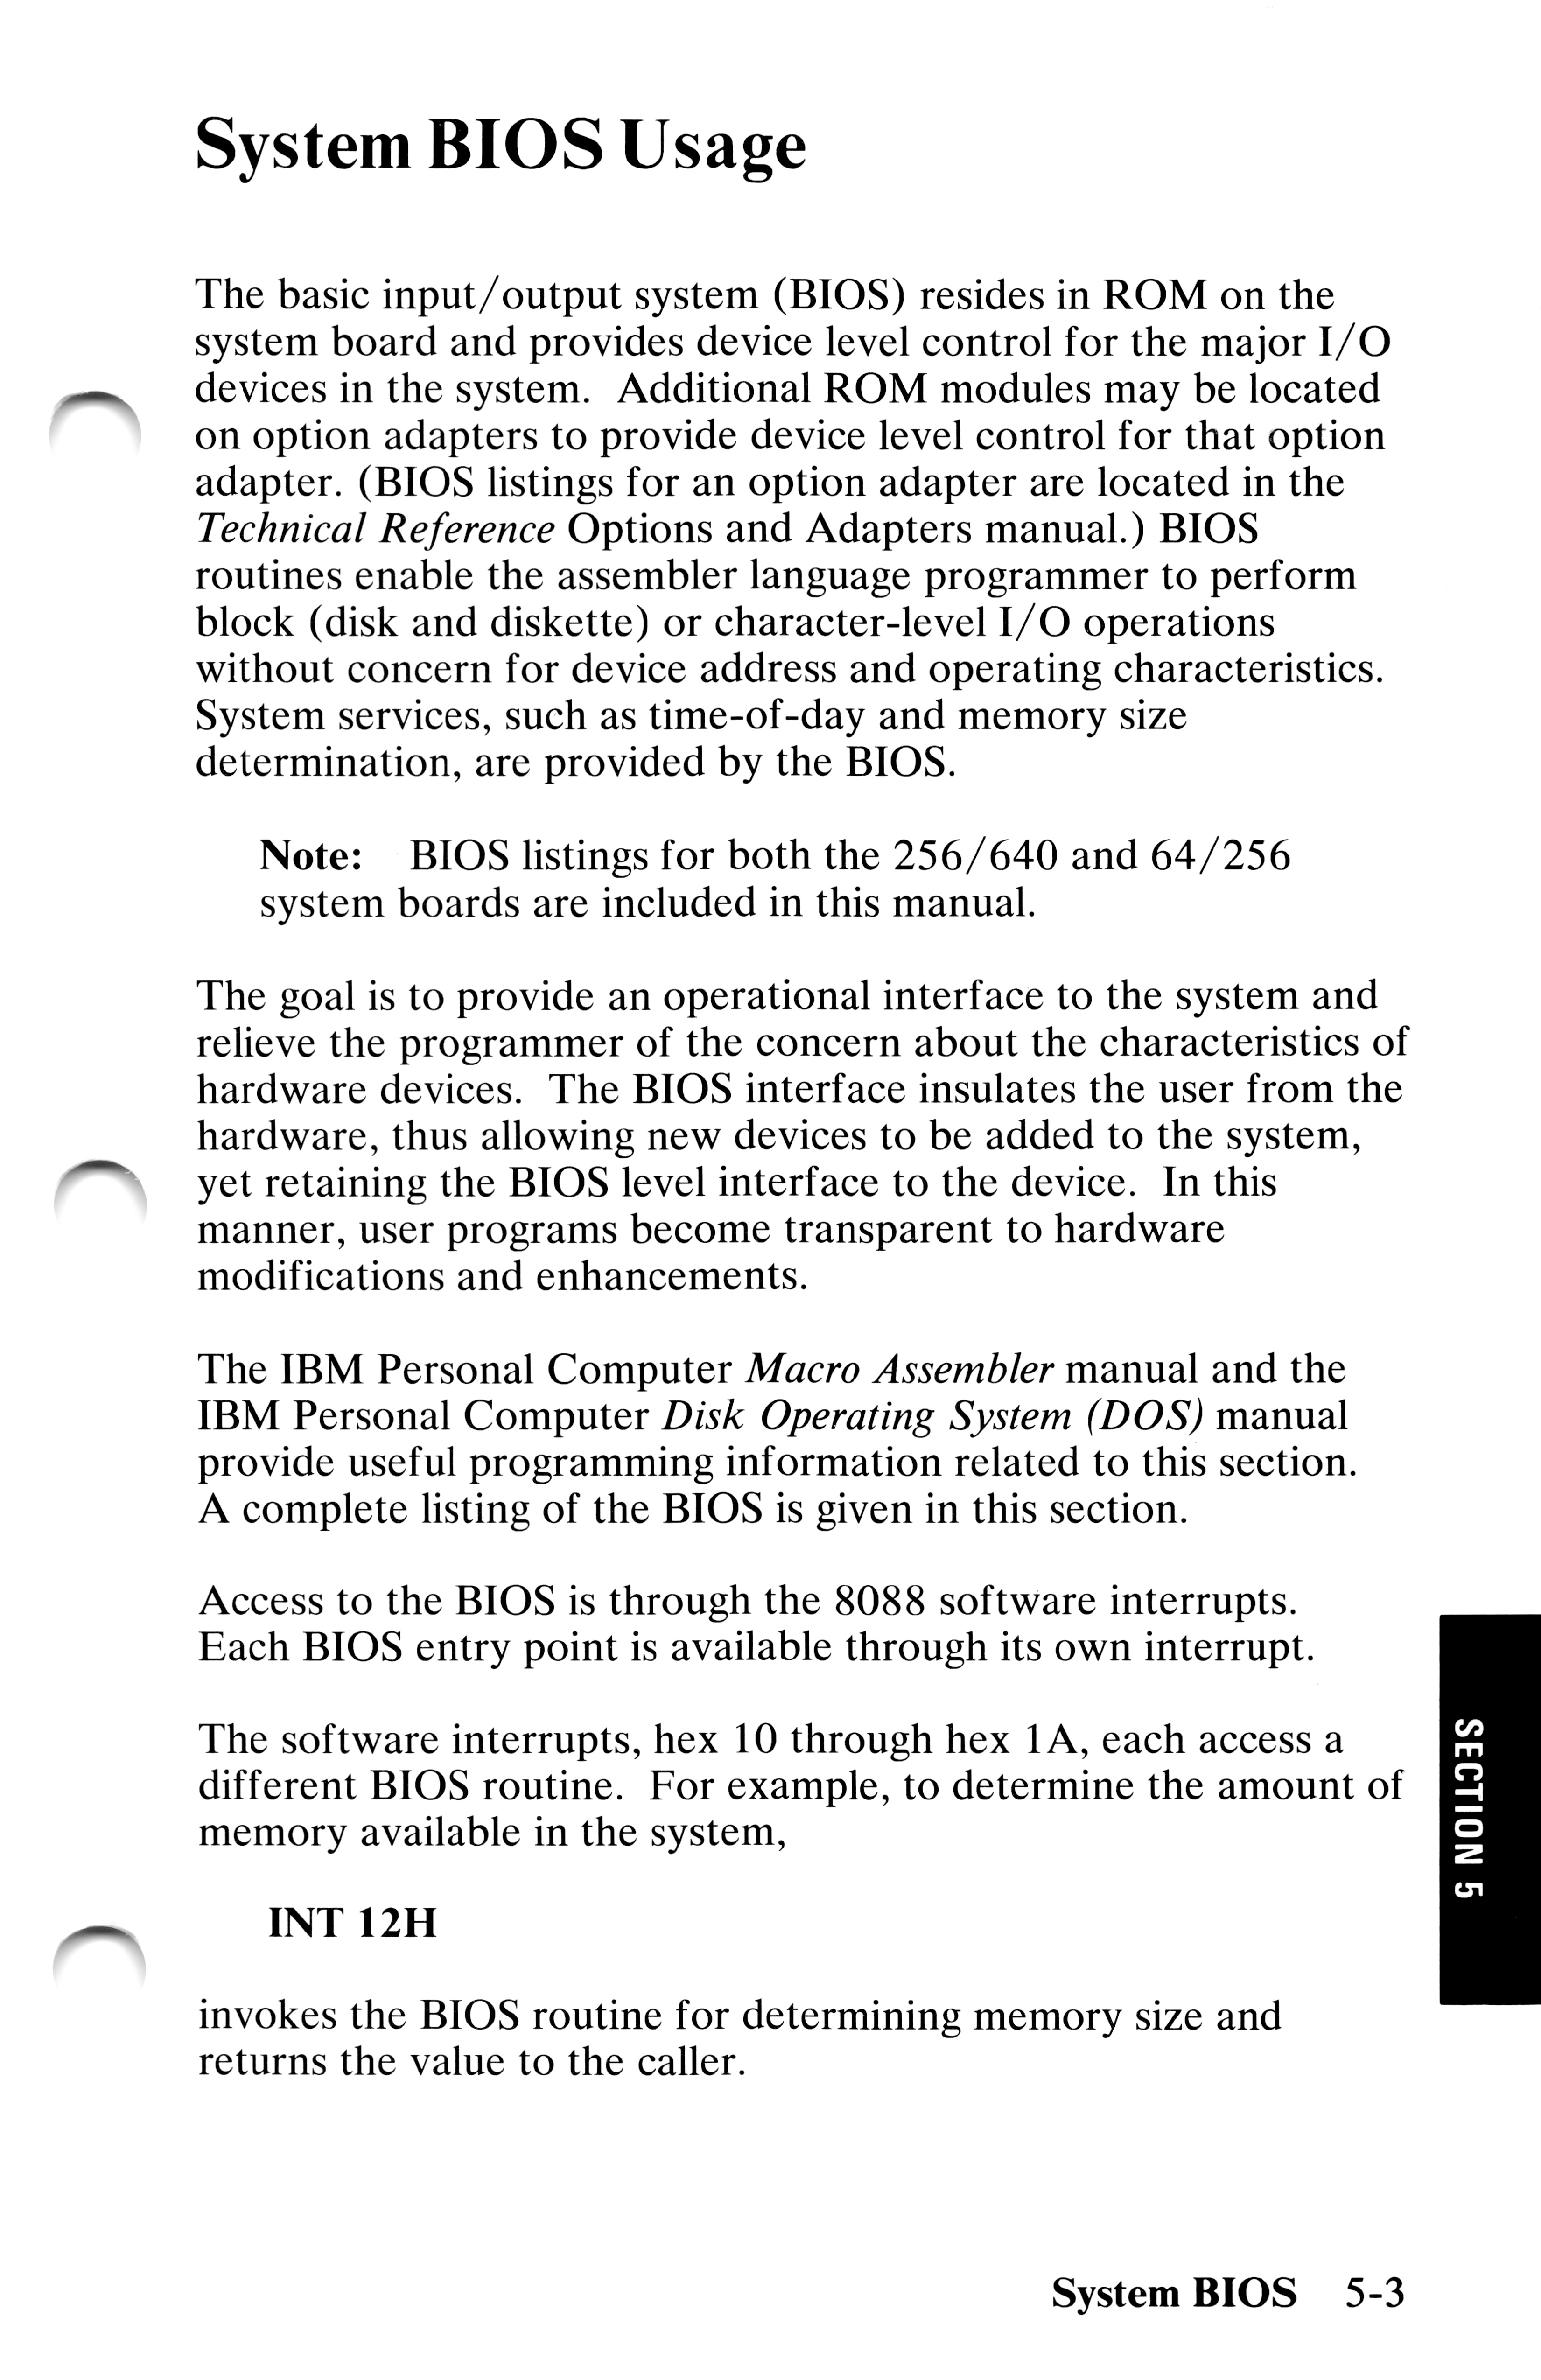 System BIOS Usage
The basic input/output system (BIOS) resides in ROM on the
system board and provides device level control for the major I/O
devices in the system. Additional ROM modules may be located
on option adapters to provide device level control for that option
adapter. (BIOS listings for an option adapter are located in the
Technical Reference Options and Adapters manual.) BIOS
routines enable the assembler language programmer to perform
block (disk and diskette) or character-level I/O operations
without concern for device address and operating characteristics.
System services, such as time-of-day and memory size
determination, are provided by the BIOS.
Note: BIOS listings for both the 256/640 and 64/256
system boards are included in this manual.
The goal is to provide an operational interface to the system and
relieve the programmer of the concern about the characteristics of
hardware devices. The BIOS interface insulates the user from the
hardware, thus allowing new devices to be added to the system,
yet retaining the BIOS level interface to the device. In this
manner, user programs become transparent to hardware
modifications and enhancements.
The IBM Personal Computer Macro Assembler manual and the
IBM Personal Computer Disk Operating System (DOS) manual
provide useful programming information related to this section.
A complete listing of the BIOS is given in this section.
Access to the BIOS is through the 8088 software interrupts.
Each BIOS entry point is available through its own interrupt.
The software interrupts, hex 10 through hex 1A, each access a
different BIOS routine. For example, to determine the amount of
memory available in the system,
INT 12H
invokes the BIOS routine for determining memory size and
returns the value to the caller.
SECTION 5
System BIOS 5-3